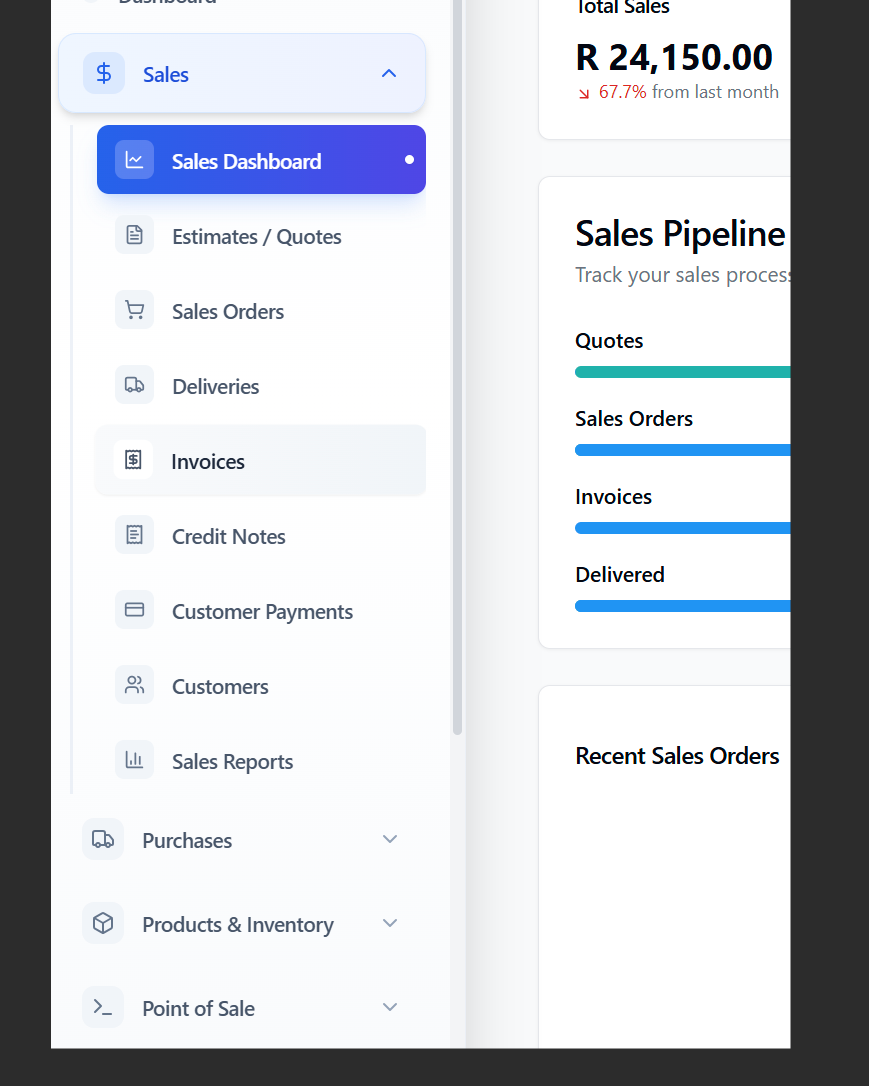 Dashboard
Sales
Sales Dashboard
Estimates / Quotes
Sales Orders
Deliveries
Invoices
Credit Notes
Customer Payments
Customers
Sales Reports
Purchases
Products & Inventory
Point of Sale
Total Sales
R 24,150.00
67.7% from last month
Sales Pipeline
Track your sales process
Quotes
Sales Orders
Invoices
Delivered
Recent Sales Orders